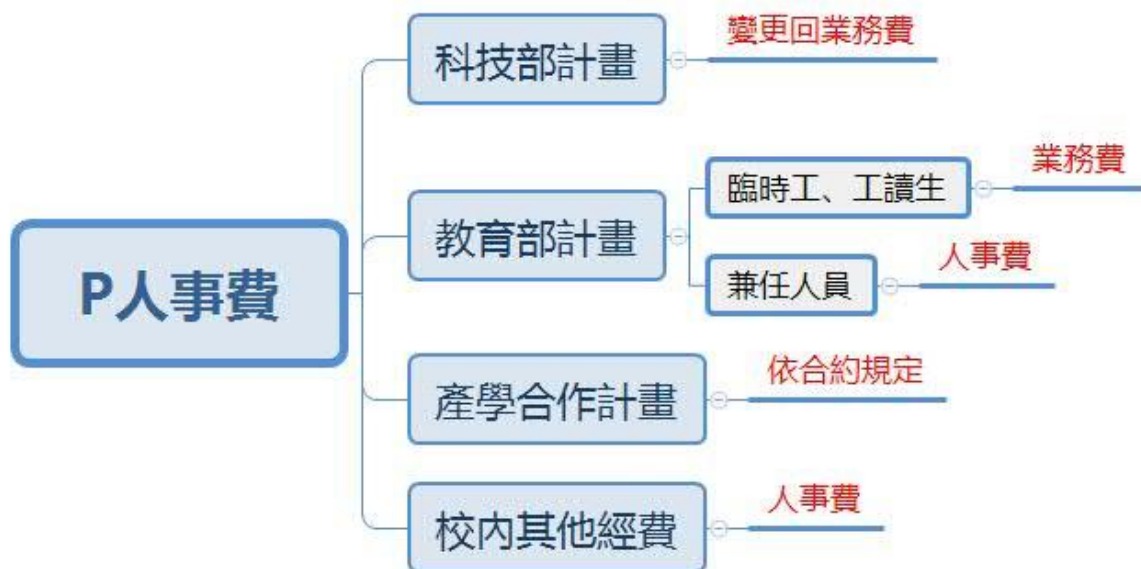 P人事費
科技部計畫
變更回業務費
教育部計畫
臨時工、工讀生
業務費
兼任人員
人事費
產學合作計畫
依合約規定
校內其他經費
人事費